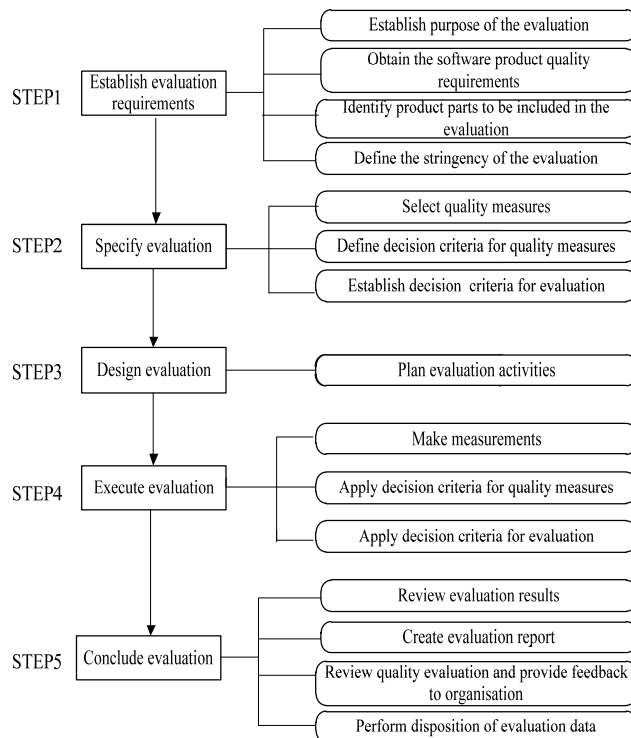 STEP1
Establish evaluation
requirements
Establish purpose of the evaluation
Obtain the software product quality
requirements
Identify product parts to be included in the
evaluation
Define the stringency of the evaluation
STEP2
Specify evaluation
Select quality measures
Define decision criteria for quality measures
Establish decision criteria for evaluation
STEP3
Design evaluation
Plan evaluation activities
STEP4
Execute evaluation
Make measurements
Apply decision criteria for quality measures
Apply decision criteria for evaluation
STEP5
Conclude evaluation
Review evaluation results
Create evaluation report
Review quality evaluation and provide feedback
to organisation
Perform disposition of evaluation data